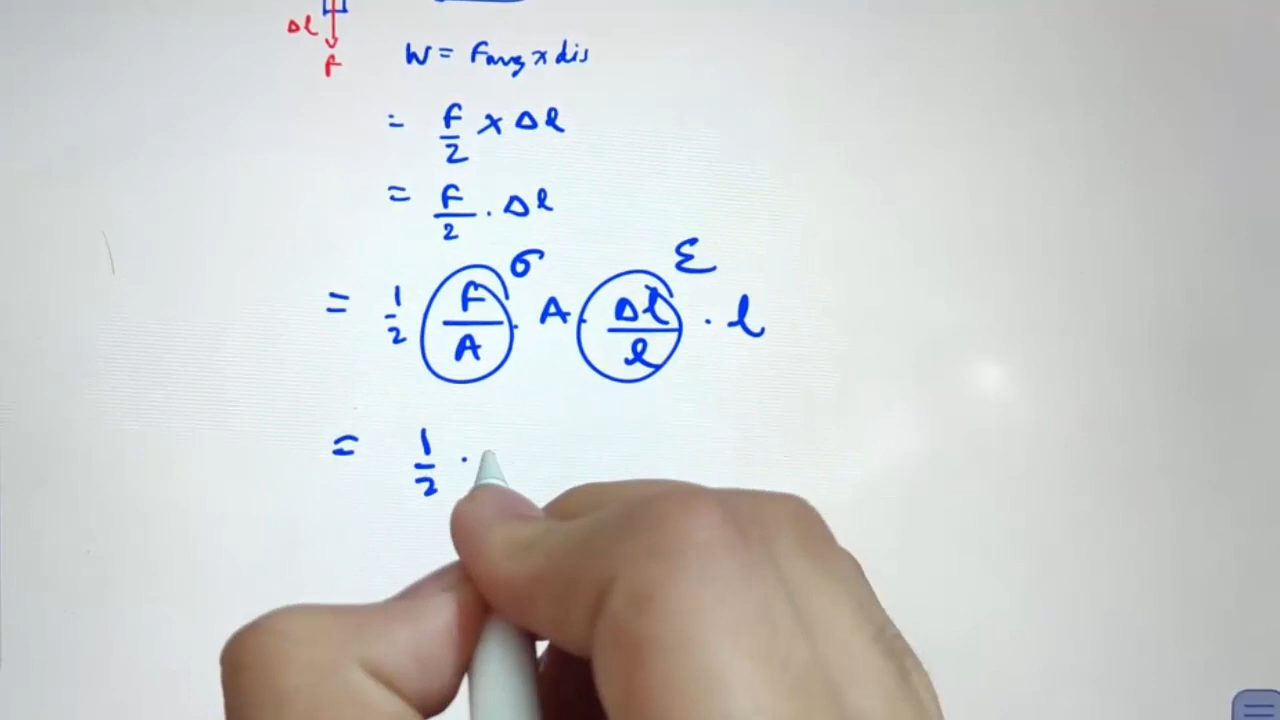 Δl
F
W = Favg x dis
= F/2 x Δl
= F/2 . Δl
σ ε
= 1/2 F/A . A . Δl/l . l
= 1/2 .